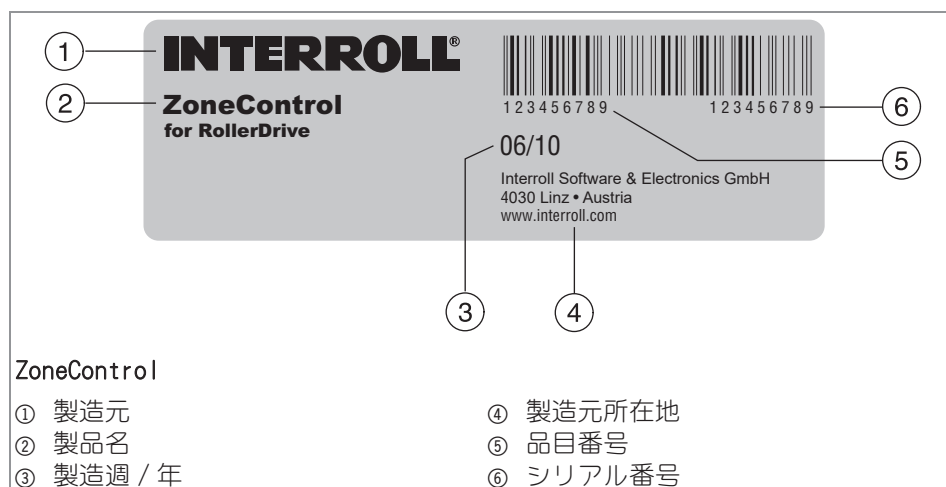 ① INTERROLL®
② ZoneControl
for RollerDrive
123456789 123456789 ⑥
⑤
06/10
Interroll Software & Electronics GmbH
4030 Linz • Austria
www.interroll.com
③ ④
ZoneControl
① 製造元
② 製品名
③ 製造週 / 年
④ 製造元所在地
⑤ 品目番号
⑥ シリアル番号